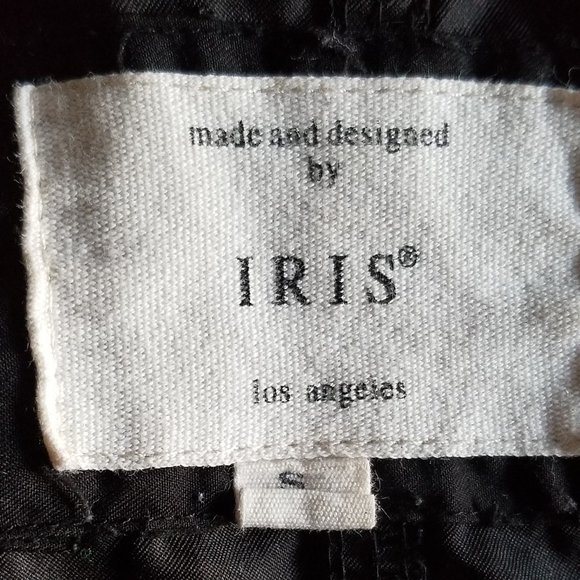 made and designed
by
IRIS®
los angeles
S